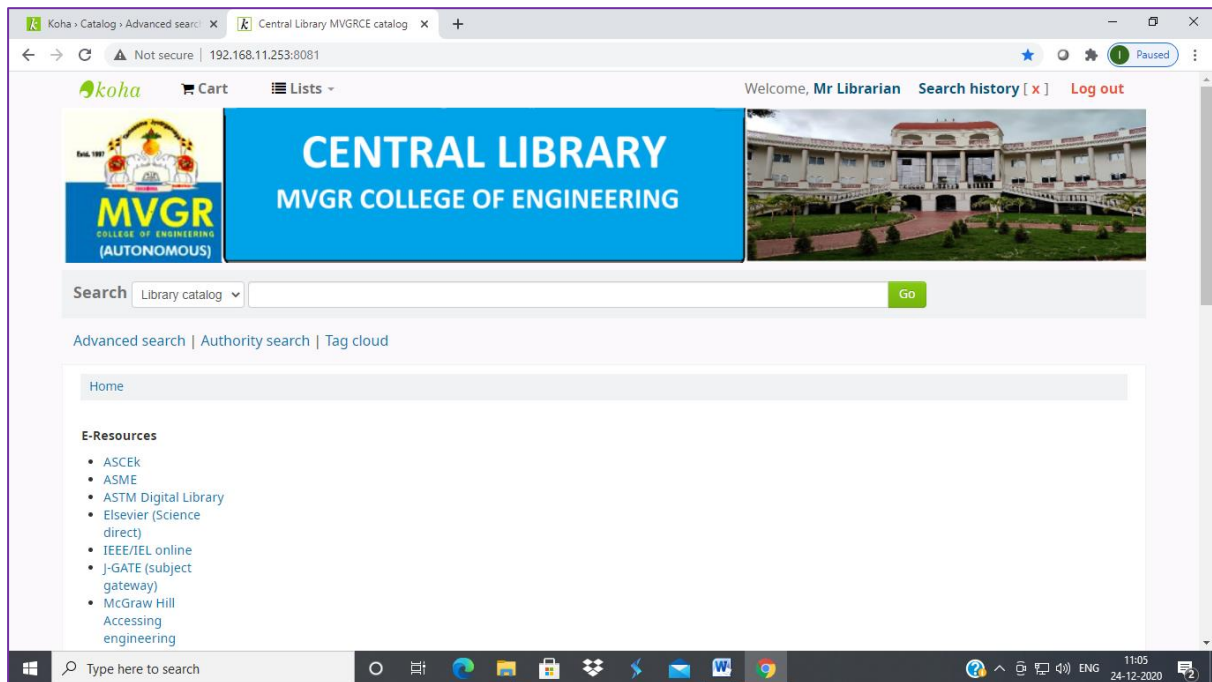 Koha › Catalog › Advanced searc
Central Library MVGRCE catalog
Not secure | 192.168.11.253:8081
Paused
koha Cart Lists
Welcome, Mr Librarian Search history [ x ] Log out
Estd. 1997
MVGR
COLLEGE OF ENGINEERING
(AUTONOMOUS)
CENTRAL LIBRARY
MVGR COLLEGE OF ENGINEERING
Search Library catalog Go
Advanced search | Authority search | Tag cloud
Home
E-Resources
ASCEk
ASME
ASTM Digital Library
Elsevier (Science
direct)
IEEE/IEL online
J-GATE (subject
gateway)
McGraw Hill
Accessing
engineering
Type here to search
ENG
11:05
24-12-2020
2